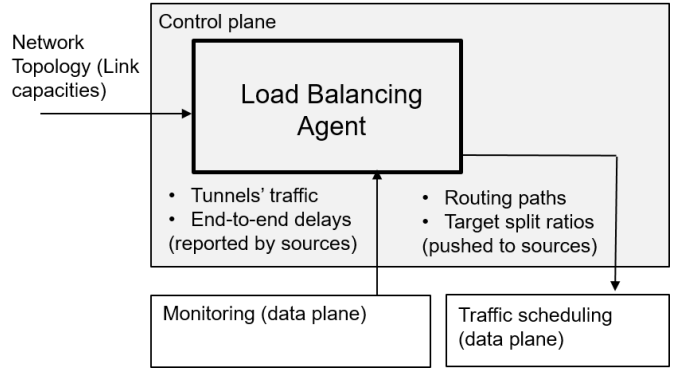 Control plane
Network
Topology (Link
capacities)
Load Balancing
Agent
• Tunnels' traffic
• End-to-end delays
(reported by sources)
• Routing paths
• Target split ratios
(pushed to sources)
Monitoring (data plane)
Traffic scheduling
(data plane)